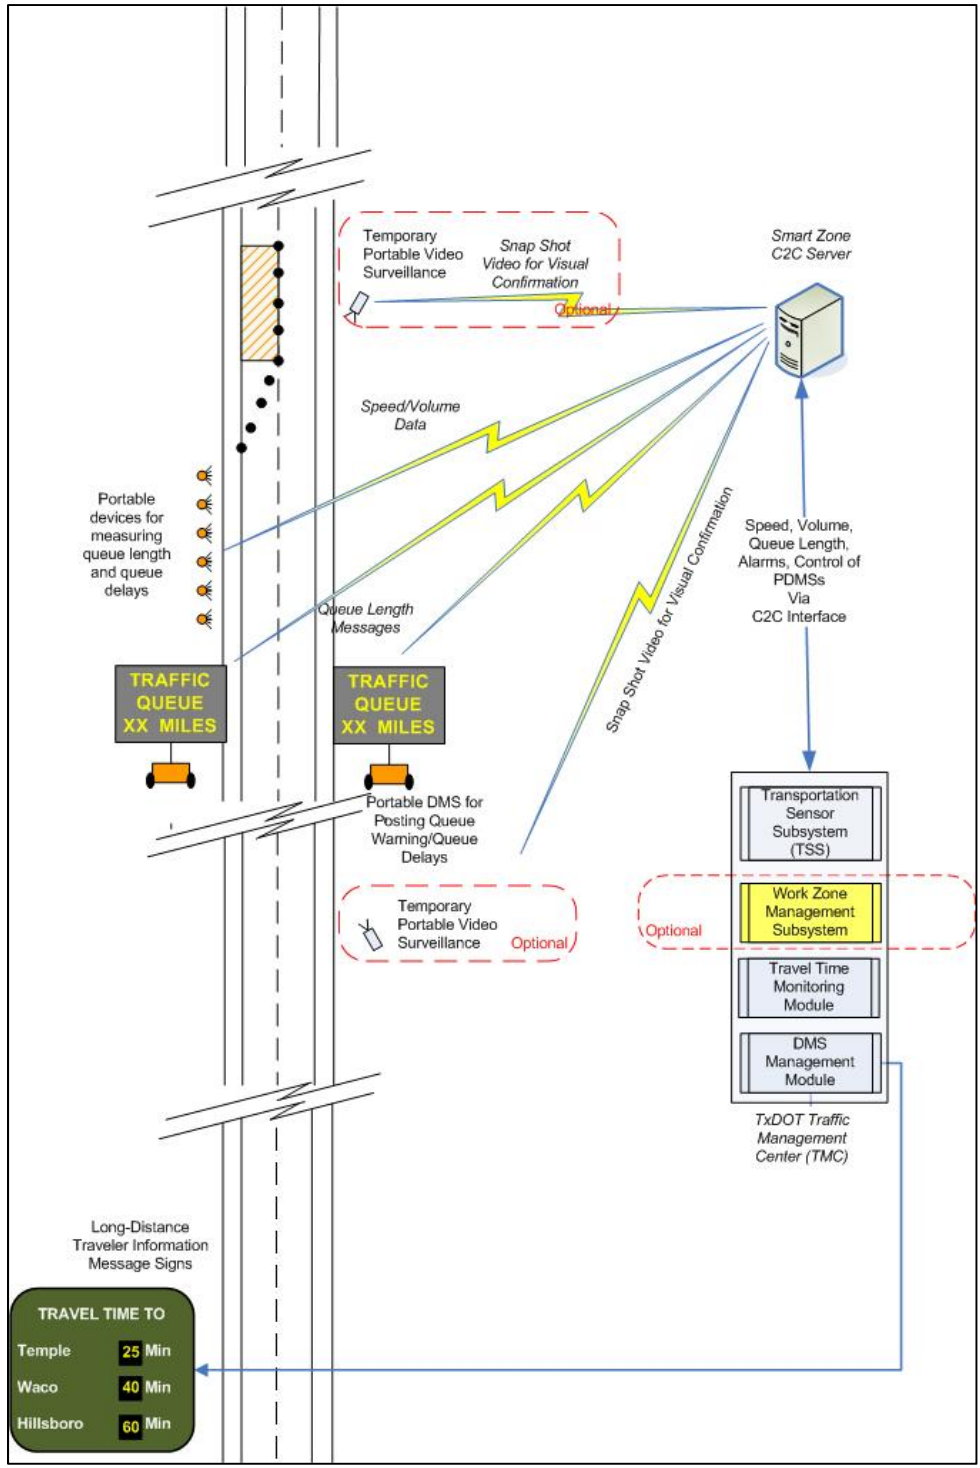 Temporary
Portable Video
Surveillance
Snap Shot
Video for Visual
Confirmation
Optional
Smart Zone
C2C Server
Speed/Volume
Data
Portable
devices for
measuring
queue length
and queue
delays
Queue Length
Messages
Snap Shot Video for Visual Confirmation
Speed, Volume,
Queue Length,
Alarms, Control of
PDMSs
Via
C2C Interface
TRAFFIC
QUEUE
XX MILES
TRAFFIC
QUEUE
XX MILES
Portable DMS for
Posting Queue
Warning/Queue
Delays
Temporary
Portable Video
Surveillance
Optional
Transportation
Sensor
Subsystem
(TSS)
Work Zone
Management
Subsystem
Optional
Travel Time
Monitoring
Module
DMS
Management
Module
TxDOT Traffic
Management
Center (TMC)
Long-Distance
Traveler Information
Message Signs
TRAVEL TIME TO
Temple 25 Min
Waco 40 Min
Hillsboro 60 Min